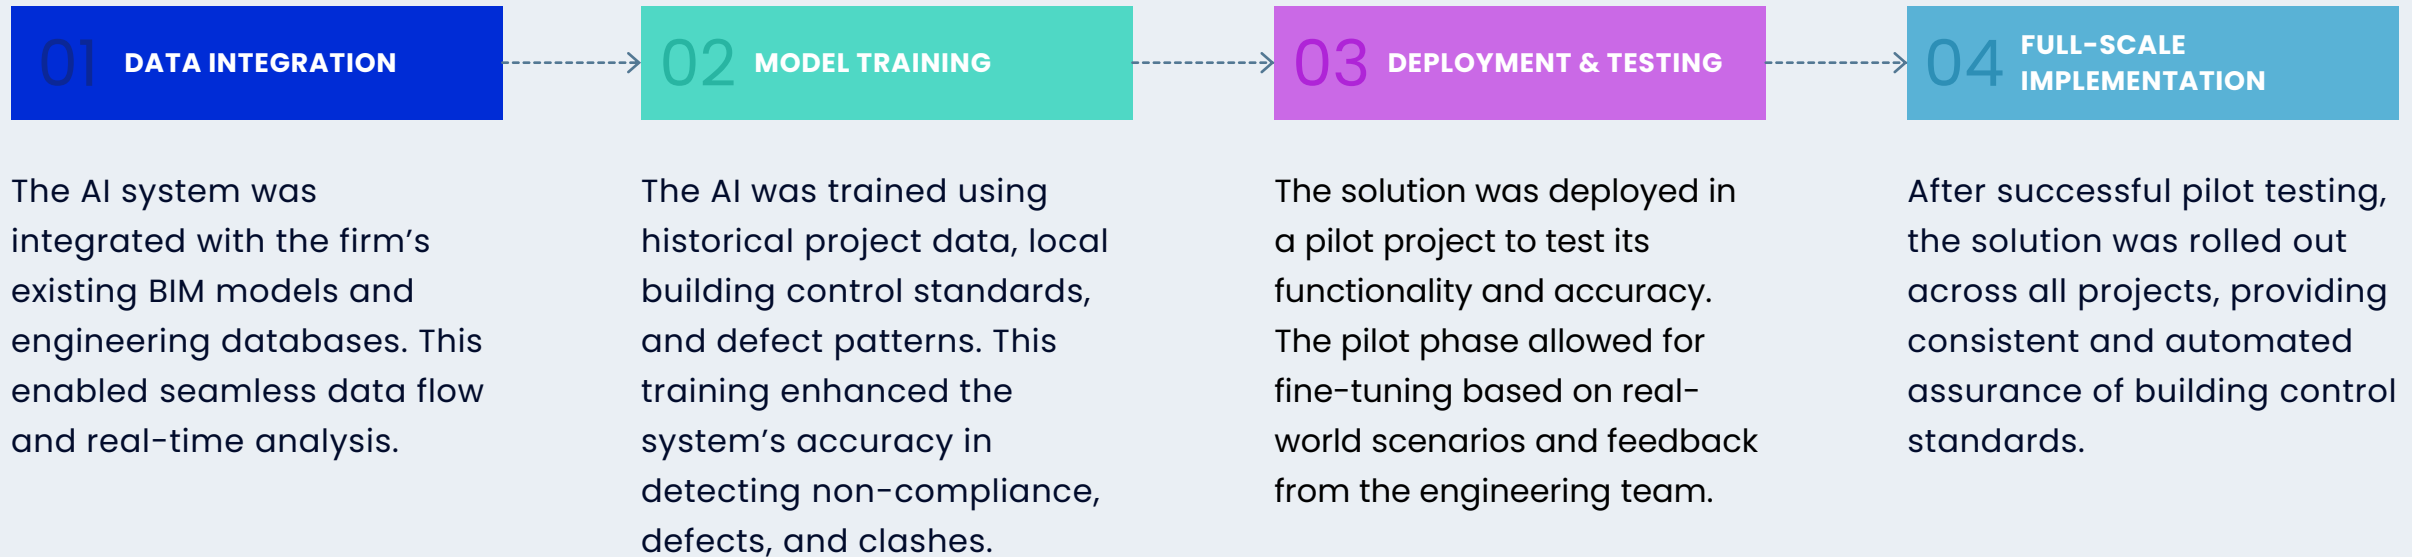 01 DATA INTEGRATION
The AI system was
integrated with the firm’s
existing BIM models and
engineering databases. This
enabled seamless data flow
and real-time analysis.
02 MODEL TRAINING
The AI was trained using
historical project data, local
building control standards,
and defect patterns. This
training enhanced the
system’s accuracy in
detecting non-compliance,
defects, and clashes.
03 DEPLOYMENT & TESTING
The solution was deployed in
a pilot project to test its
functionality and accuracy.
The pilot phase allowed for
fine-tuning based on real-
world scenarios and feedback
from the engineering team.
04 FULL-SCALE
IMPLEMENTATION
After successful pilot testing,
the solution was rolled out
across all projects, providing
consistent and automated
assurance of building control
standards.